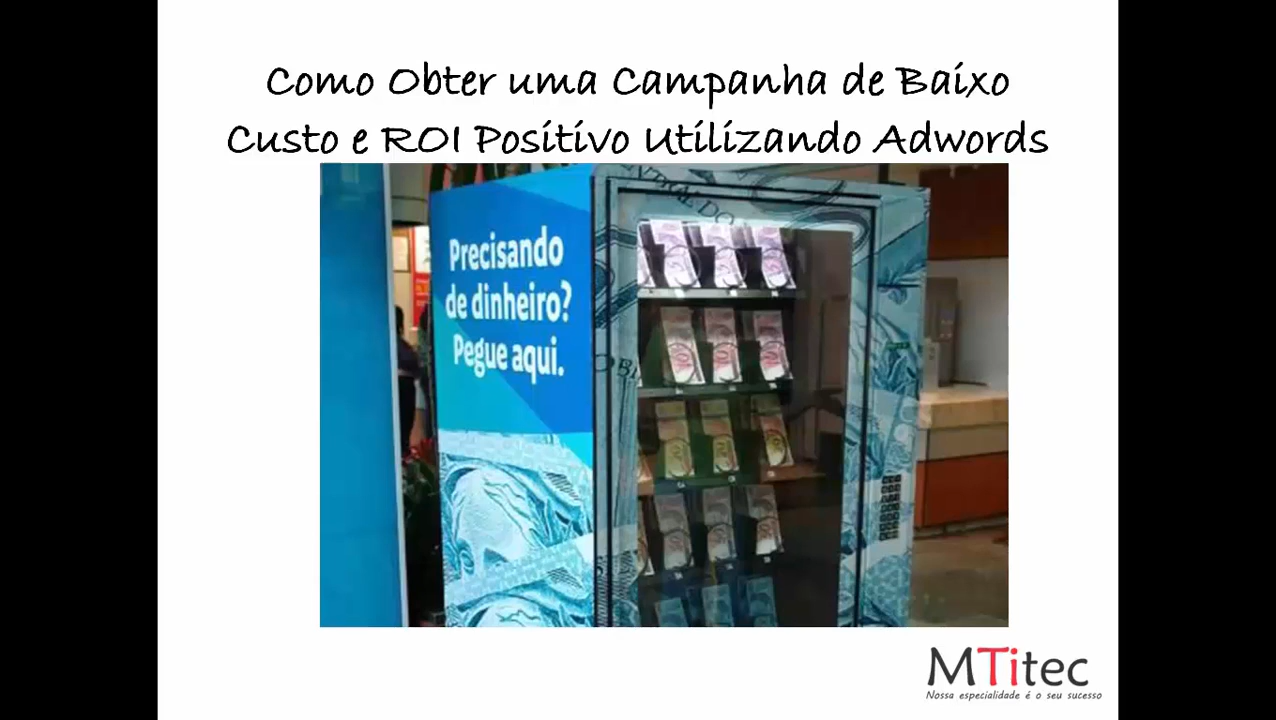 Como Obter uma Campanha de Baixo
Custo e ROI Positivo Utilizando Adwords
Precisando
de dinheiro?
Pegue aqui.
MTitec
Nossa especialidade é o seu sucesso